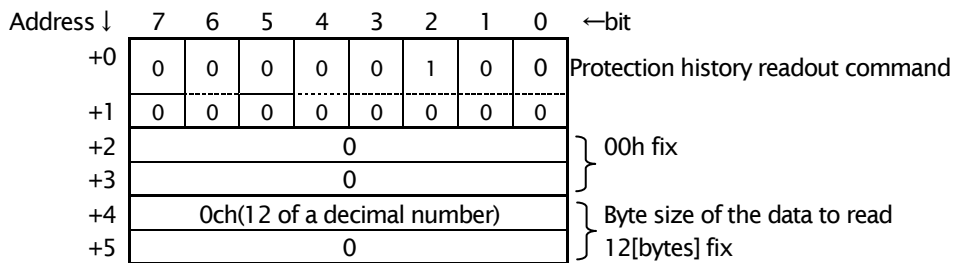 Address ↓ 7 6 5 4 3 2 1 0 ←bit
+0 0 0 0 0 0 1 0 0 Protection history readout command
+1 0 0 0 0 0 0 0 0
+2 0 00h fix
+3 0
+4 0ch(12 of a decimal number) Byte size of the data to read
+5 0 12[bytes] fix